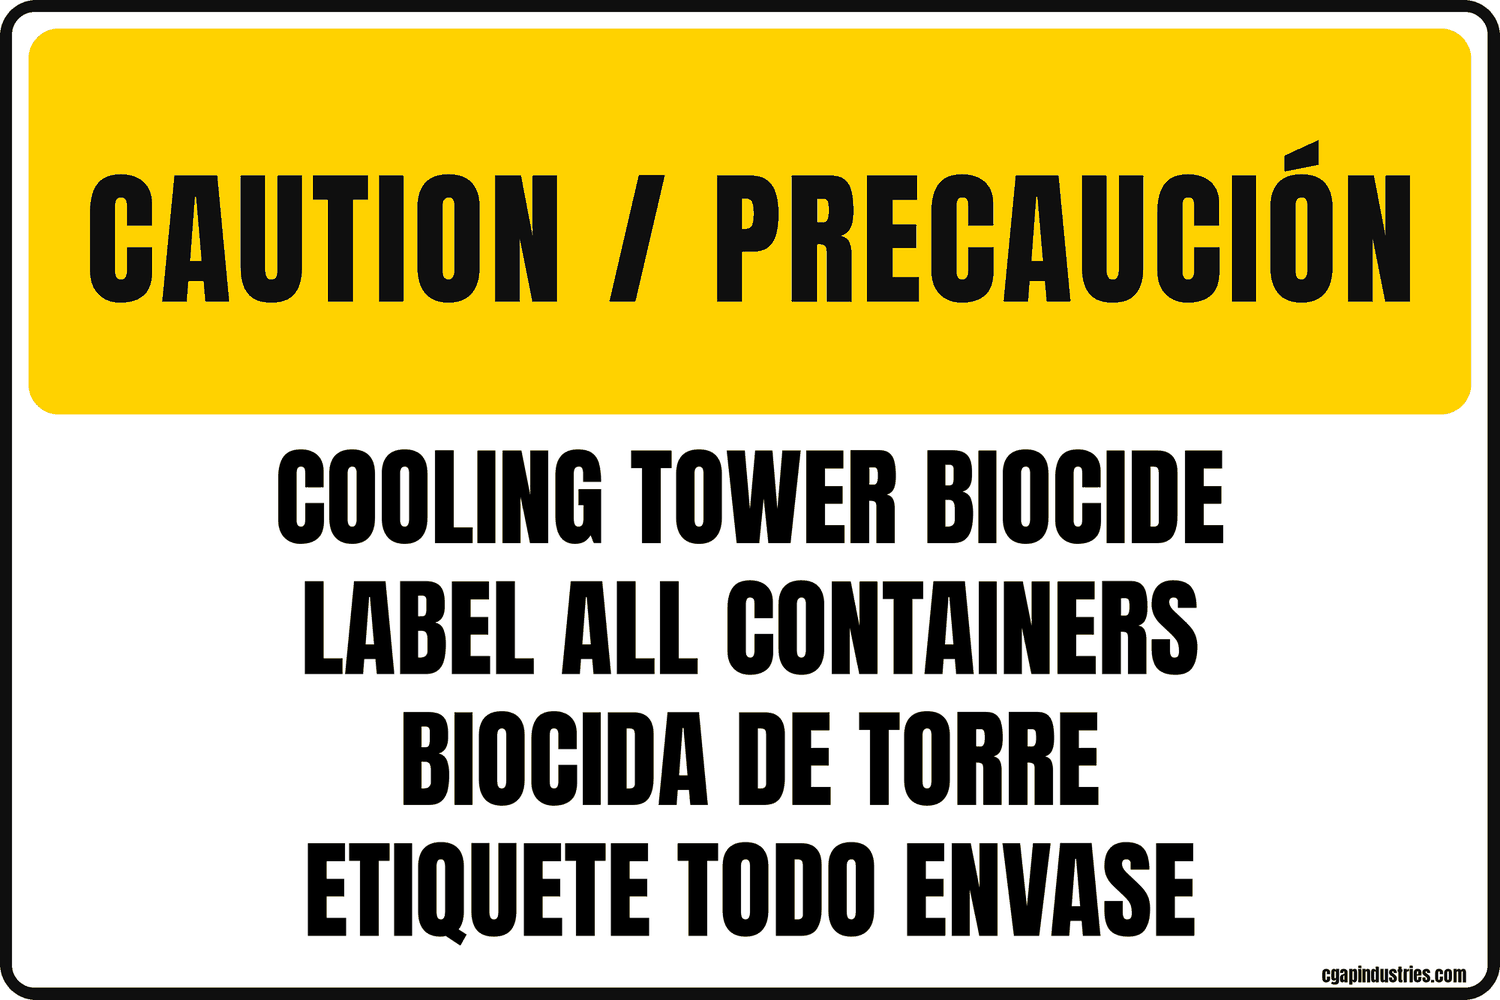 CAUTION / PRECAUCIÓN
COOLING TOWER BIOCIDE
LABEL ALL CONTAINERS
BIOCIDA DE TORRE
ETIQUETE TODO ENVASE
cgapindustries.com